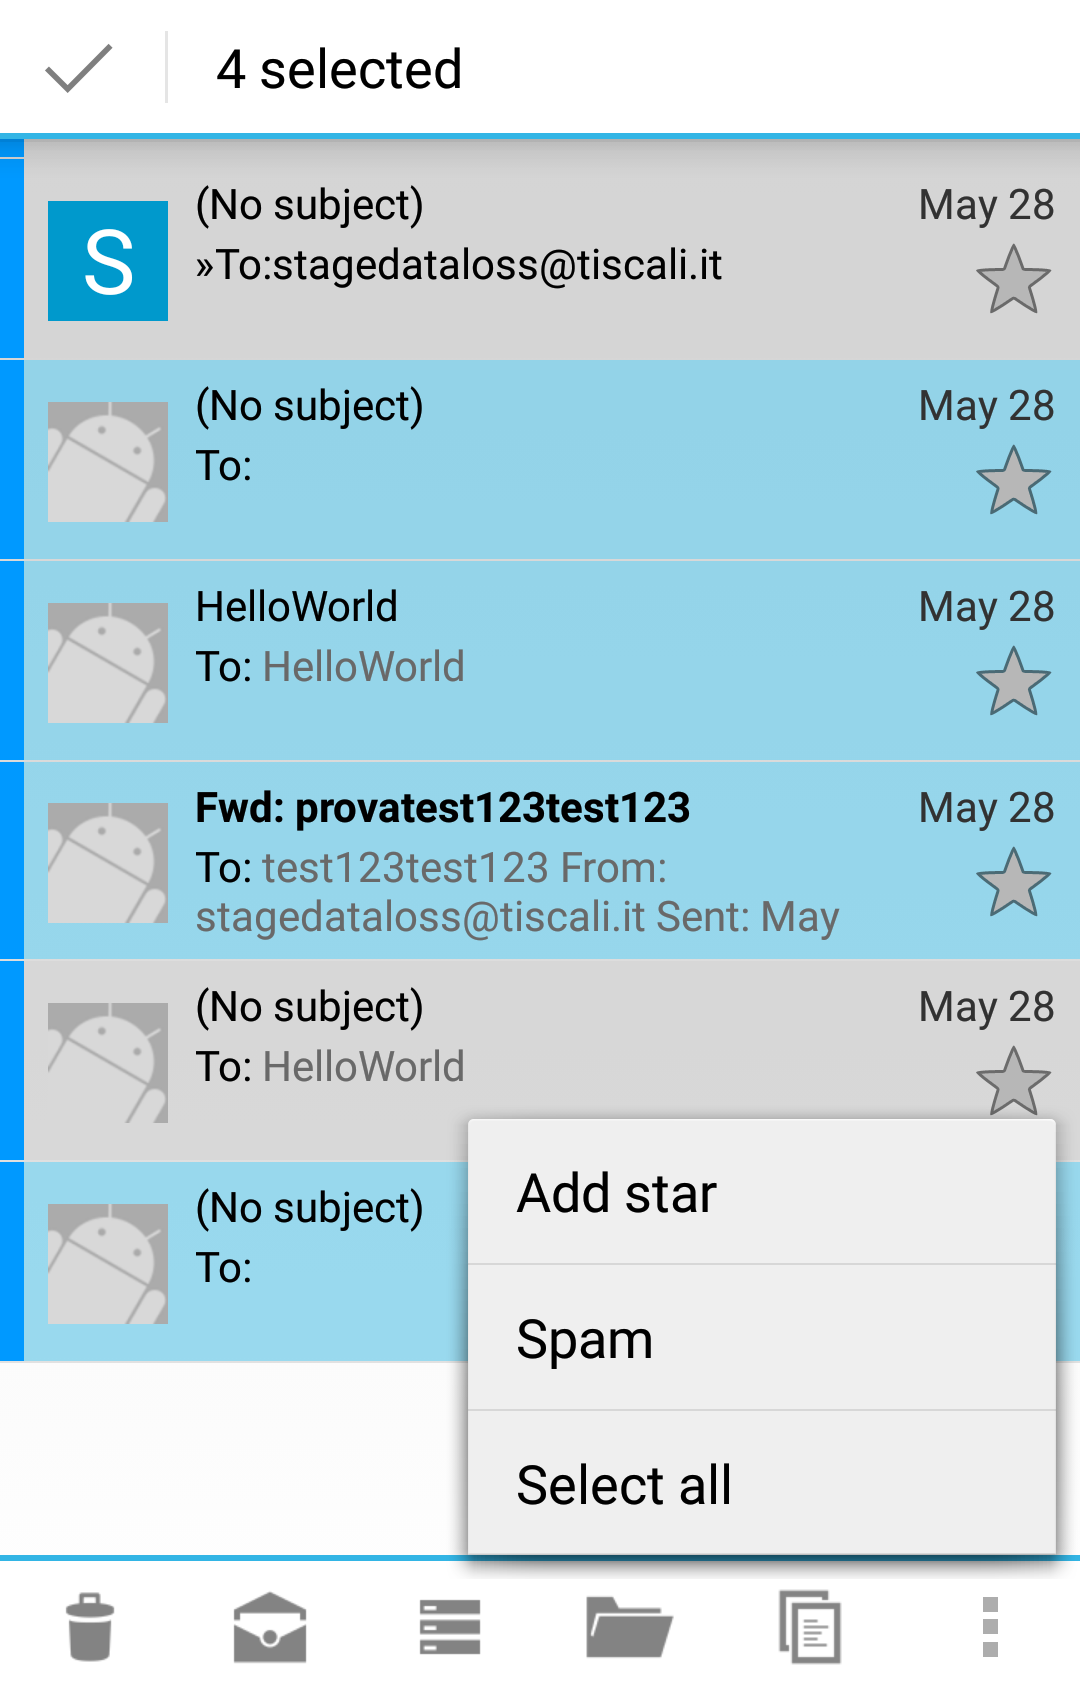 4 selected
(No subject)
May 28
S
»To:stagedataloss@tiscali.it
(No subject)
May 28
To:
HelloWorld
May 28
To: HelloWorld
Fwd: provatest123test123
May 28
To: test123test123 From:
stagedataloss@tiscali.it Sent: May
(No subject)
May 28
To: HelloWorld
(No subject)
To:
Add star
Spam
Select all